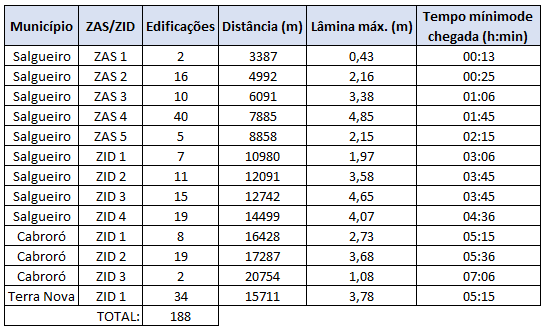 Município ZAS/ZID Edificações Distância (m) Lâmina máx. (m) Tempo mínimode chegada (h:min)
Salgueiro ZAS 1 2 3387 0,43 00:13
Salgueiro ZAS 2 16 4992 2,16 00:25
Salgueiro ZAS 3 10 6091 3,38 01:06
Salgueiro ZAS 4 40 7885 4,85 01:45
Salgueiro ZAS 5 5 8858 2,15 02:15
Salgueiro ZID 1 7 10980 1,97 03:06
Salgueiro ZID 2 11 12091 3,58 03:45
Salgueiro ZID 3 15 12742 4,65 03:45
Salgueiro ZID 4 19 14499 4,07 04:36
Cabroró ZID 1 8 16428 2,73 05:15
Cabroró ZID 2 19 17287 3,68 05:36
Cabroró ZID 3 2 20754 1,08 07:06
Terra Nova ZID 1 34 15711 3,78 05:15
TOTAL: 188